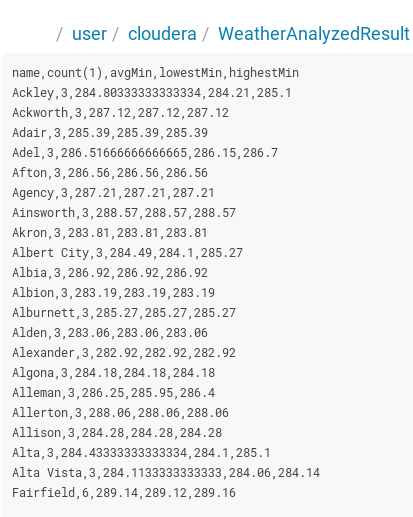 / user / cloudera / WeatherAnalyzedResult
name,count(1),avgMin,lowestMin,highestMin
Ackley,3,284.80333333333334,284.21,285.1
Ackworth,3,287.12,287.12,287.12
Adair,3,285.39,285.39,285.39
Adel,3,286.51666666666665,286.15,286.7
Afton,3,286.56,286.56,286.56
Agency,3,287.21,287.21,287.21
Ainsworth,3,288.57,288.57,288.57
Akron,3,283.81,283.81,283.81
Albert City,3,284.49,284.1,285.27
Albia,3,286.92,286.92,286.92
Albion,3,283.19,283.19,283.19
Alburnett,3,285.27,285.27,285.27
Alden,3,283.06,283.06,283.06
Alexander,3,282.92,282.92,282.92
Algona,3,284.18,284.18,284.18
Alleman,3,286.25,285.95,286.4
Allerton,3,288.06,288.06,288.06
Allison,3,284.28,284.28,284.28
Alta,3,284.43333333333334,284.1,285.1
Alta Vista,3,284.1133333333333,284.06,284.14
Fairfield,6,289.14,289.12,289.16